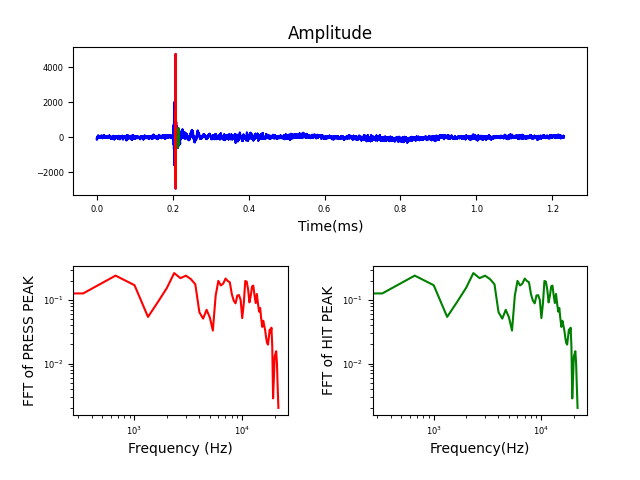 Amplitude
4000
2000
0
−2000
0.0 0.2 0.4 0.6 0.8 1.0 1.2
Time(ms)
FFT of PRESS PEAK
10⁻¹
10⁻²
10³ 10⁴
Frequency (Hz)
FFT of HIT PEAK
10⁻¹
10⁻²
10³ 10⁴
Frequency(Hz)